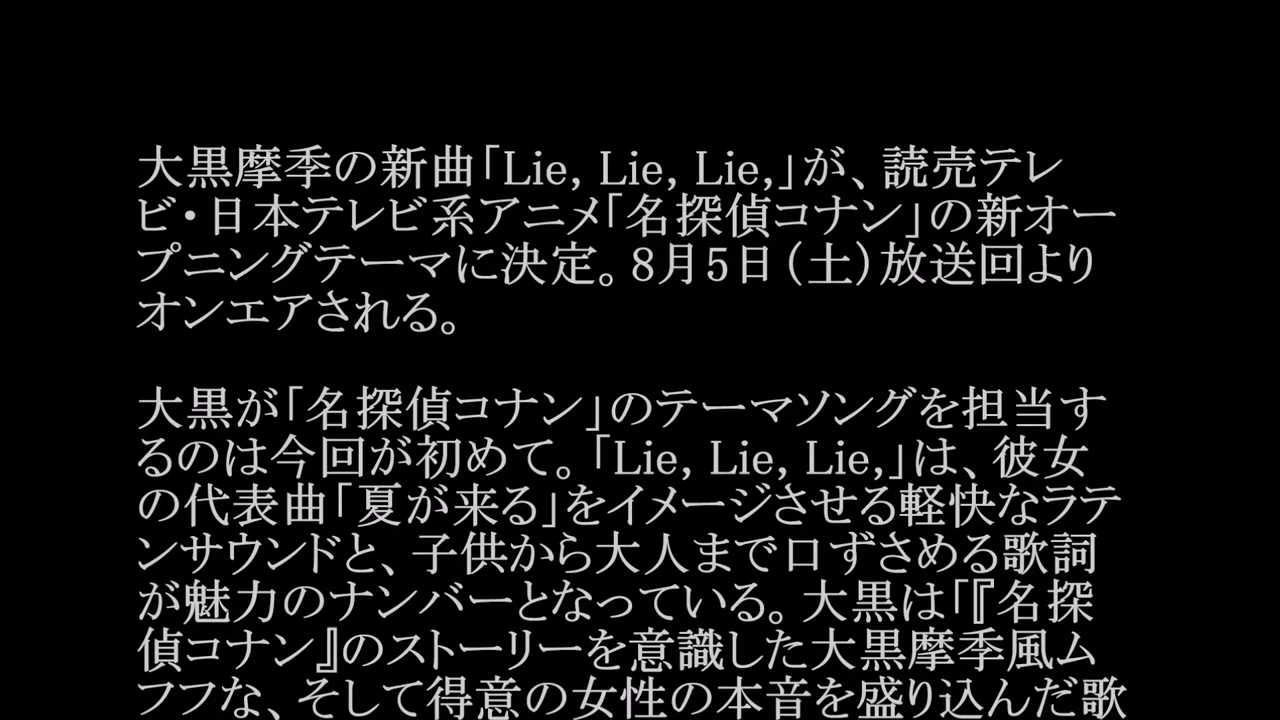 大黒摩季の新曲「Lie, Lie, Lie,」が、読売テレ
ビ・日本テレビ系アニメ「名探偵コナン」の新オー
プニングテーマに決定。8月5日（土）放送回より
オンエアされる。
大黒が「名探偵コナン」のテーマソングを担当す
るのは今回が初めて。「Lie, Lie, Lie,」は、彼女
の代表曲「夏が来る」をイメージさせる軽快なラテ
ンサウンドと、子供から大人まで口ずさめる歌詞
が魅力のナンバーとなっている。大黒は「『名探
偵コナン』のストーリーを意識した大黒摩季風ム
フフな、そして得意の女性の本音を盛り込んだ歌